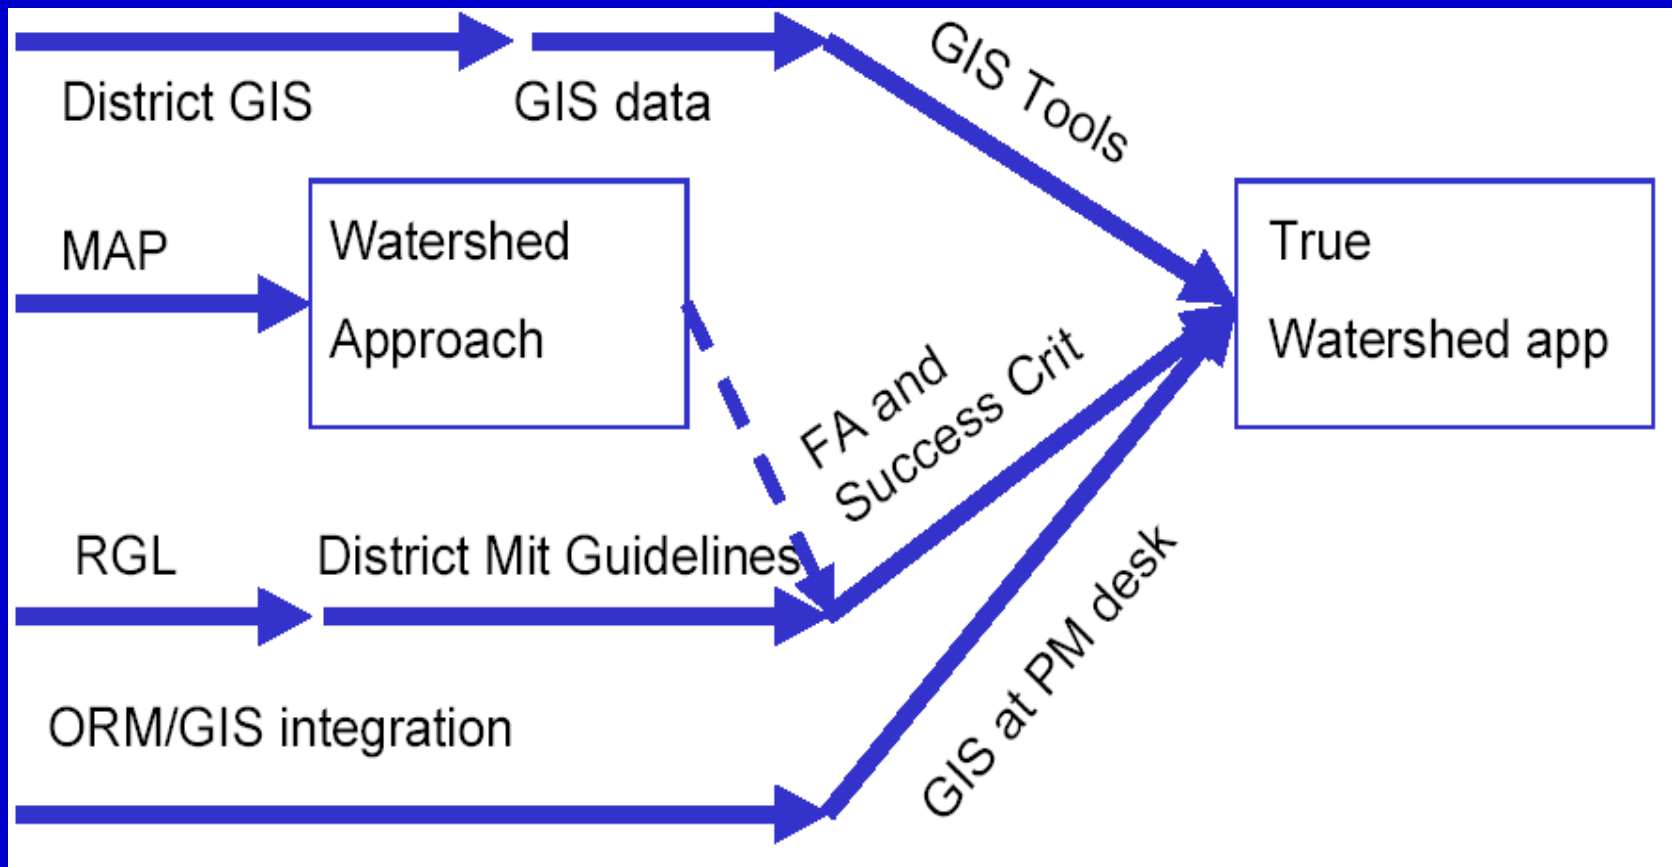 District GIS
GIS data
GIS Tools
MAP
Watershed
Approach
True
Watershed app
FA and
Success Crit
RGL
District Mit Guidelines
ORM/GIS integration
GIS at PM desk